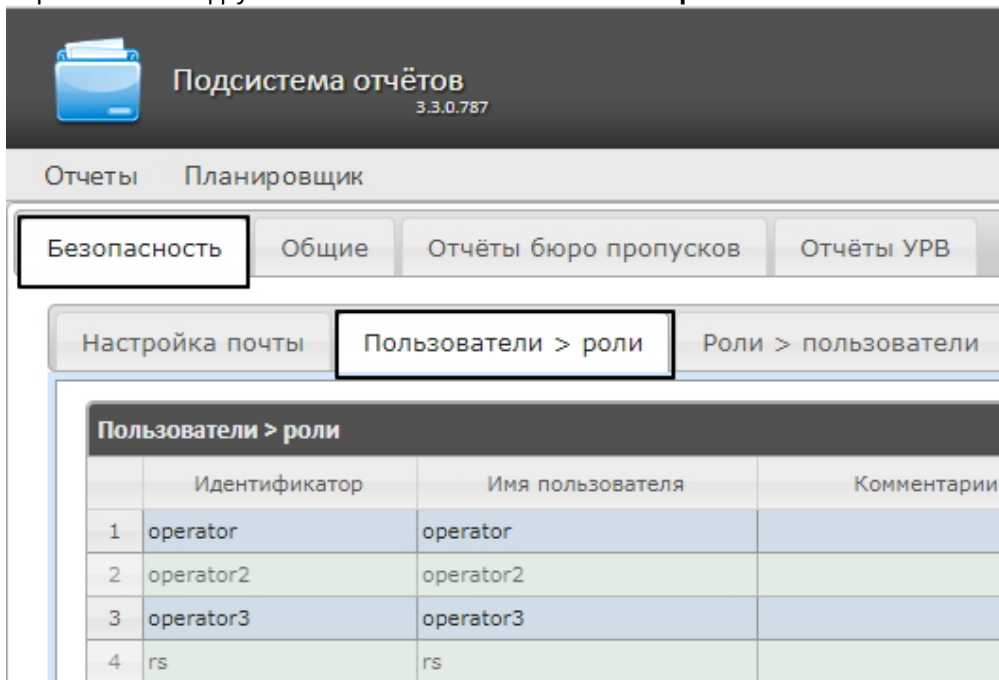 Подсистема отчётов
3.3.0.787
Отчеты Планировщик
Безопасность Общие Отчёты бюро пропусков Отчёты УРВ
Настройка почты Пользователи > роли Роли > пользователи
Пользователи > роли
Идентификатор Имя пользователя Комментарии
1 operator operator
2 operator2 operator2
3 operator3 operator3
4 rs rs